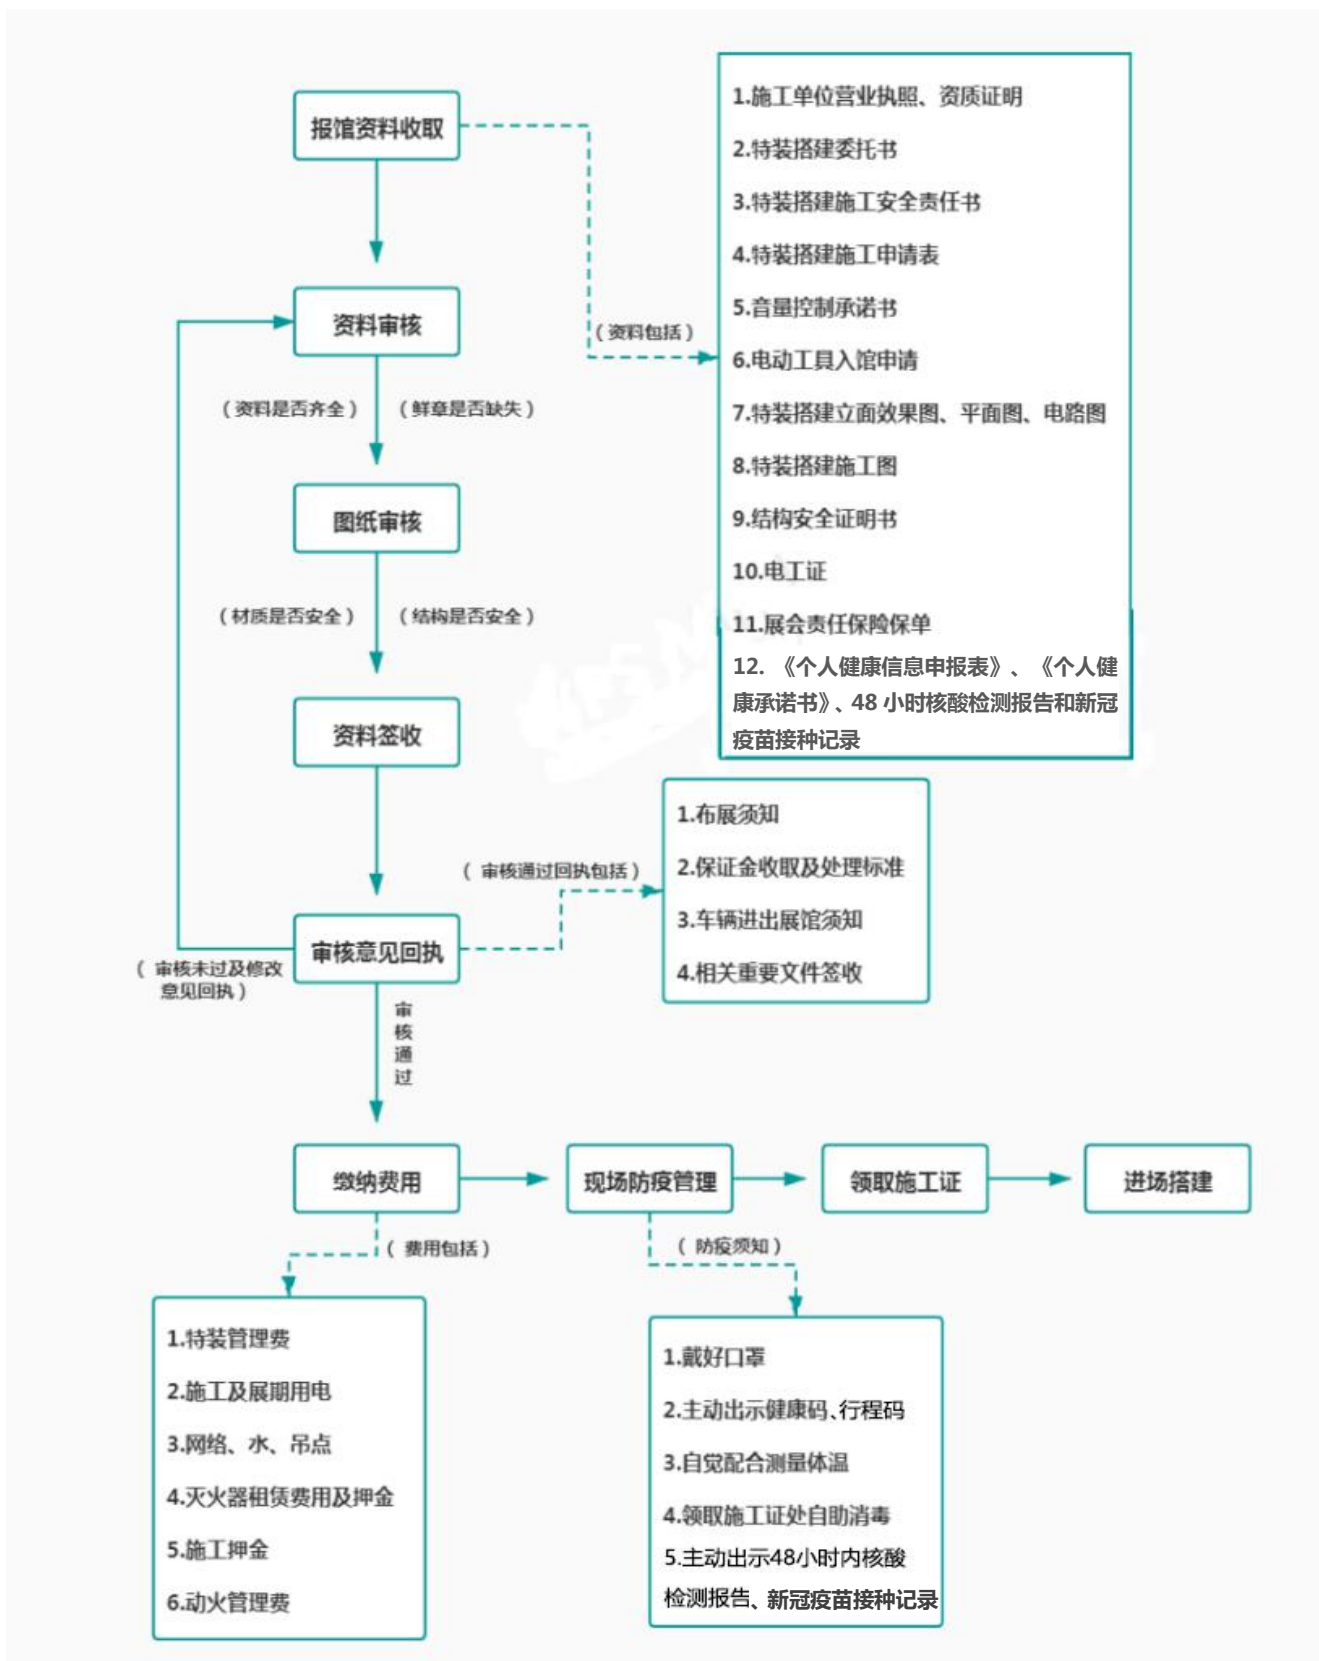 报馆资料收取
1.施工单位营业执照、资质证明
2.特装搭建委托书
3.特装搭建施工安全责任书
4.特装搭建施工申请表
5.音量控制承诺书
6.电动工具入馆申请
7.特装搭建立面效果图、平面图、电路图
8.特装搭建施工图
9.结构安全证明书
10.电工证
11.展会责任保险保单
12. 《个人健康信息申报表》、《个人健
康承诺书》、48 小时核酸检测报告和新冠
疫苗接种记录
（资料包括）
资料审核
（资料是否齐全）
（鲜章是否缺失）
图纸审核
（材质是否安全）
（结构是否安全）
资料签收
（ 审核通过回执包括）
1.布展须知
2.保证金收取及处理标准
3.车辆进出展馆须知
4.相关重要文件签收
审核意见回执
（ 审核未过及修改
意见回执）
审
核
通
过
缴纳费用
现场防疫管理
领取施工证
进场搭建
（ 费用包括）
（ 防疫须知）
1.特装管理费
2.施工及展期用电
3.网络、水、吊点
4.灭火器租赁费用及押金
5.施工押金
6.动火管理费
1.戴好口罩
2.主动出示健康码、行程码
3.自觉配合测量体温
4.领取施工证处自助消毒
5.主动出示48小时内核酸
检测报告、新冠疫苗接种记录